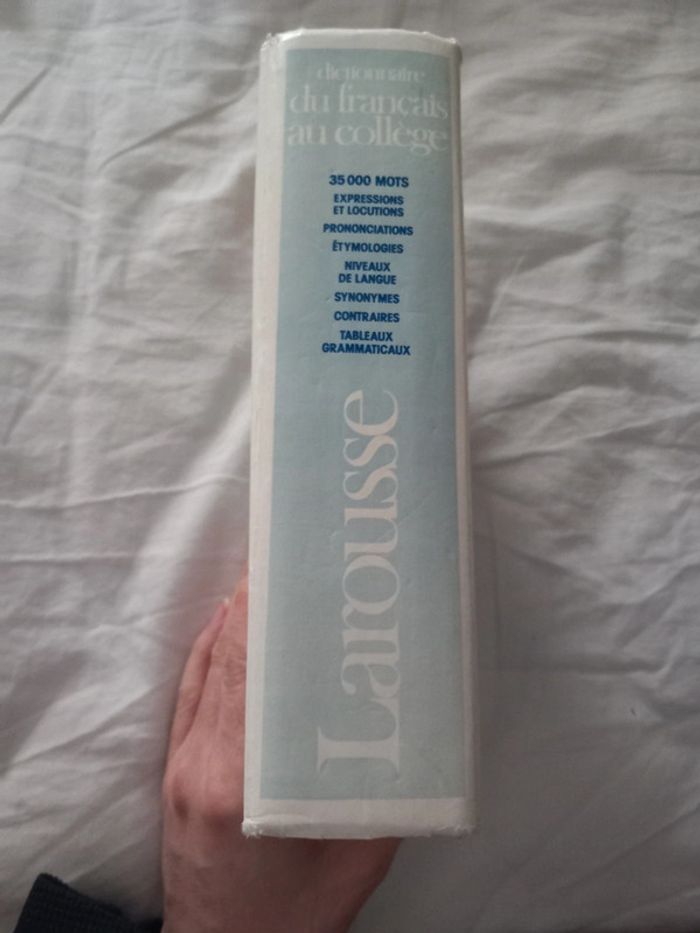 dictionnaire
du français
au collège
35 000 MOTS
EXPRESSIONS
ET LOCUTIONS
PRONONCIATIONS
ÉTYMOLOGIES
NIVEAUX
DE LANGUE
SYNONYMES
CONTRAIRES
TABLEAUX
GRAMMATICAUX
Larousse